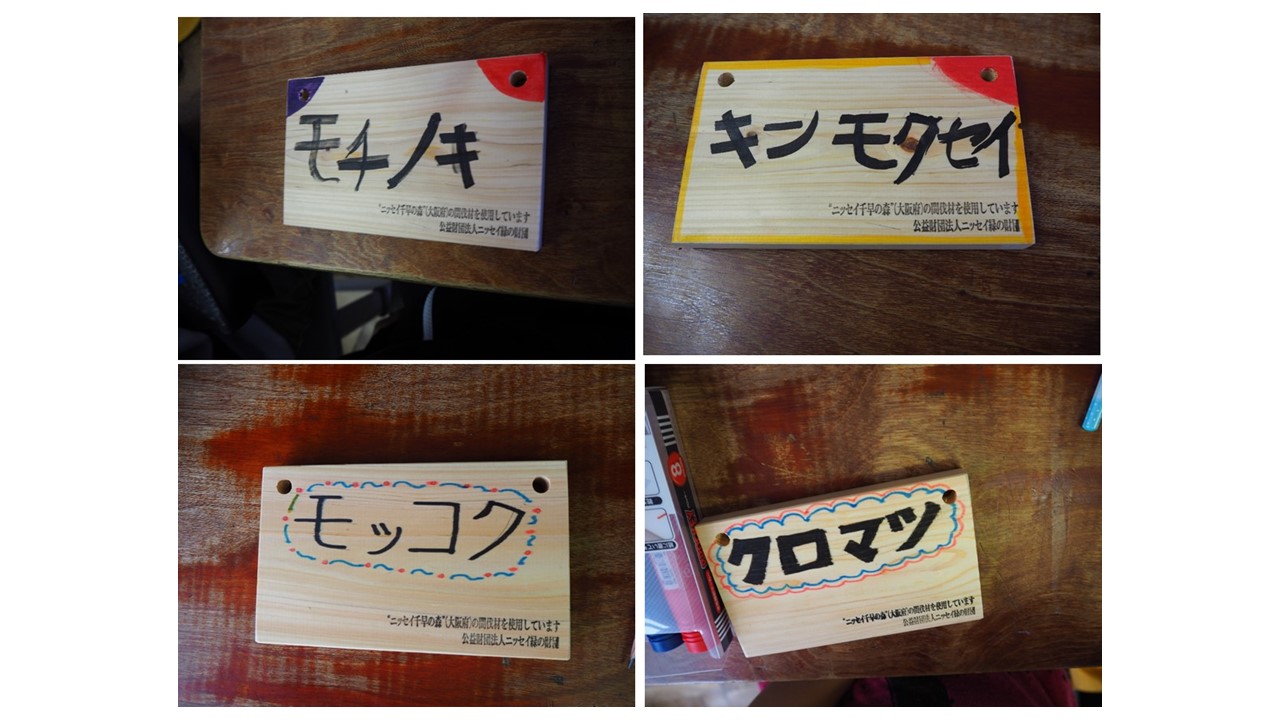 モチノキ
"ニッセイ千早の森"(大阪府)の間伐材を使用しています
公益財団法人ニッセイ緑の財団
キンモクセイ
"ニッセイ千早の森"(大阪府)の間伐材を使用しています
公益財団法人ニッセイ緑の財団
モッコク
"ニッセイ千早の森"(大阪府)の間伐材を使用しています
公益財団法人ニッセイ緑の財団
クロマツ
"ニッセイ千早の森"(大阪府)の間伐材を使用しています
公益財団法人ニッセイ緑の財団
8